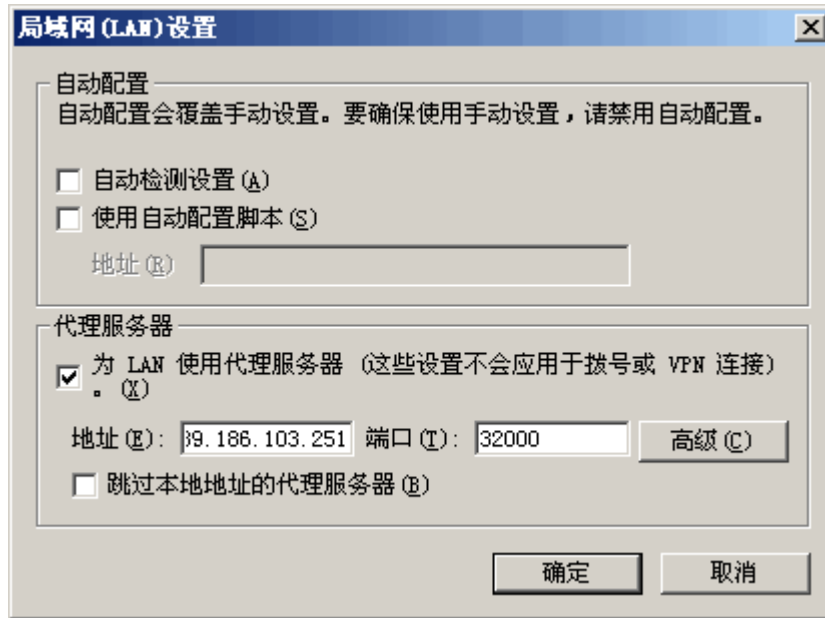 局域网(LAN)设置
自动配置
自动配置会覆盖手动设置。要确保使用手动设置，请禁用自动配置。
自动检测设置(A)
使用自动配置脚本(S)
地址(R)
代理服务器
为 LAN 使用代理服务器 (这些设置不会应用于拨号或 VPN 连接)
。(X)
地址(E): 39.186.103.251 端口(T): 32000 高级(C)
跳过本地地址的代理服务器(B)
确定 取消